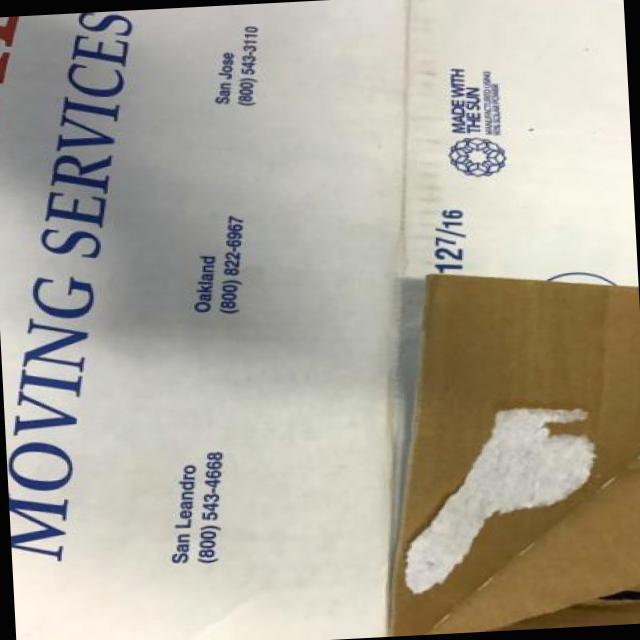 MOVING SERVICES
San Leandro
(800) 543-4668
Oakland
(800) 822-6967
San Jose
(800) 543-3110
127/16
MADE WITH
THE SUN